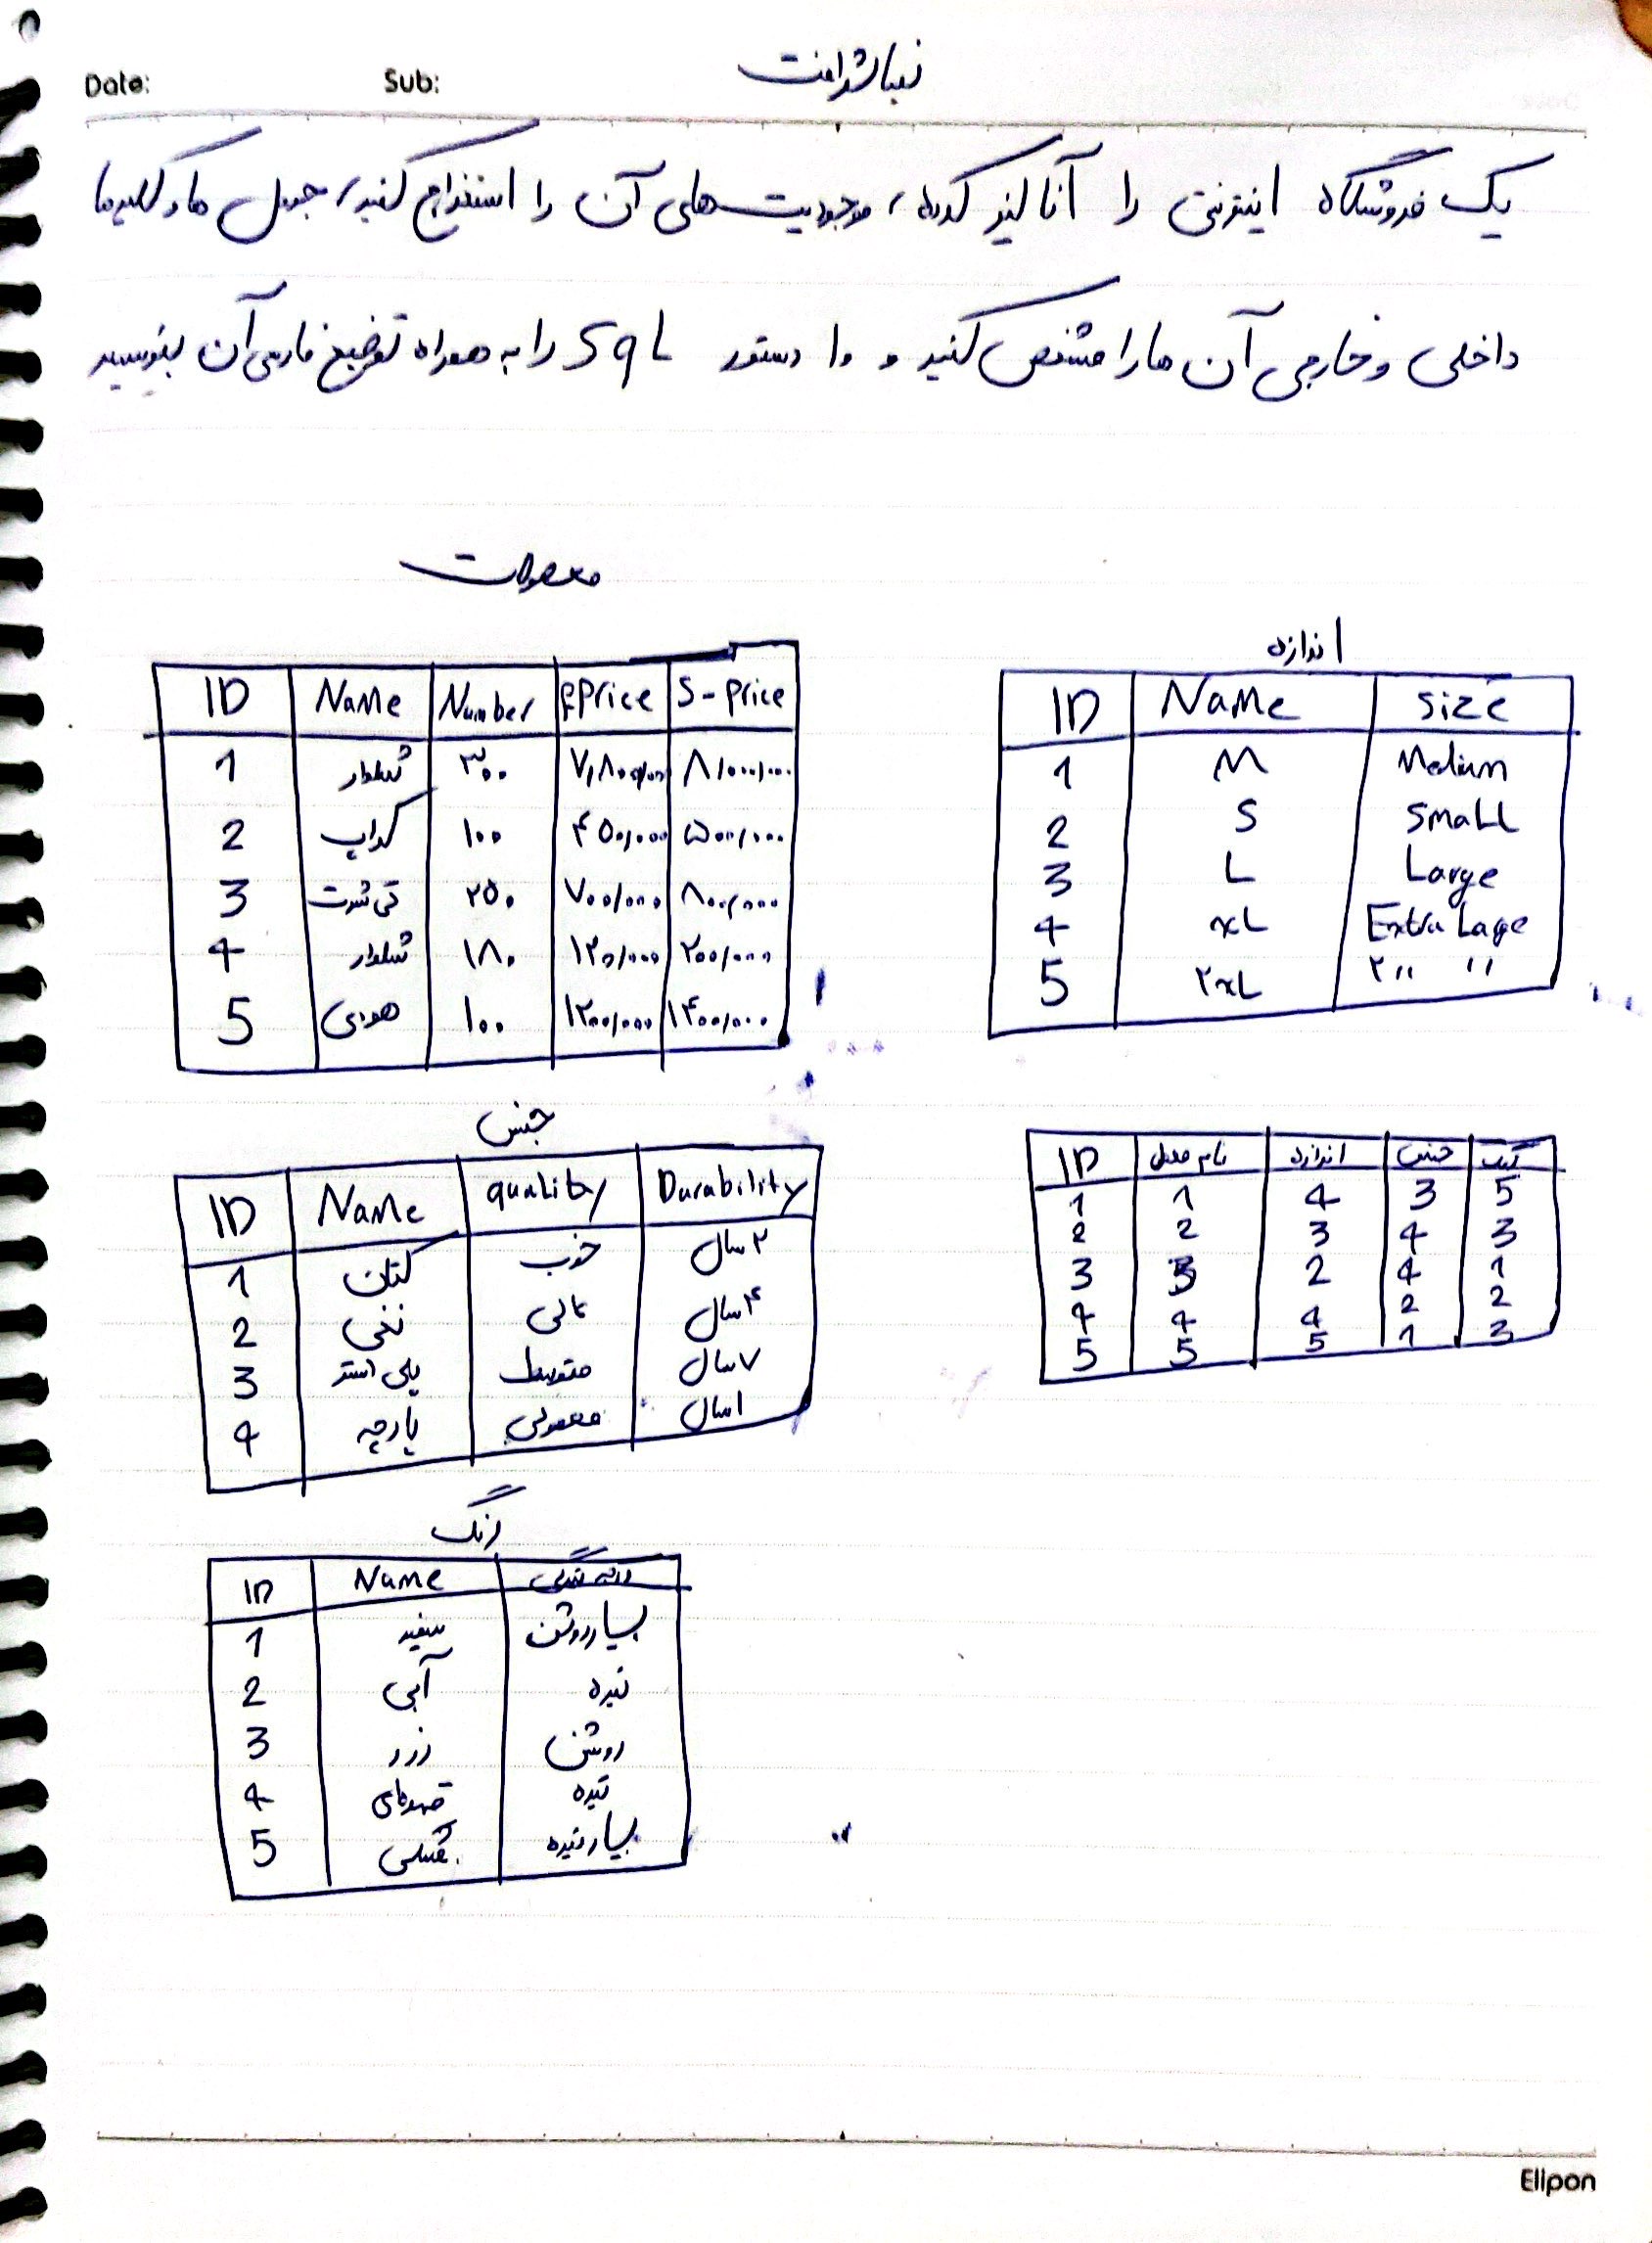 Date: Sub: نیما شرافت
یک فروشگاه اینترنتی را آنالیز کرده، موجودیت های آن را استخراج کنید، جدول ها و کلیدها
داخلی و خارجی آن ها را مشخص کنید و ۱۰ دستور SqL را به همراه توضیح فارسی آن بنویسید
محصولات
ID Name Number Price S-Price
1 شلوار ۳۰۰ ۷,۸۰۰,۰۰۰ ۸,۰۰۰,۰۰۰
2 کراپ ۱۰۰ ۴۵۰,۰۰۰ ۵۰۰,۰۰۰
3 تی شرت ۲۵۰ ۷۰۰,۰۰۰ ۸۰۰,۰۰۰
4 شلوار ۱۸۰ ۱۲۰,۰۰۰ ۲۰۰,۰۰۰
5 هودی ۱۰۰ ۱۲۰۰,۰۰۰ ۱۴۰۰,۰۰۰
اندازه
ID Name Size
1 M Medium
2 S Small
3 L Large
4 xL Extra Lage
5 ۲xL ۲ ״ ״
جنس
ID Name quality Durability
1 کتان خوب ۲ سال
2 نخی عالی ۴ سال
3 پلی استر متوسط ۷ سال
4 پارچه معمولی ۱ سال
ID نام مدل اندازه جنس رنگ
1 1 4 3 5
2 2 3 4 3
3 3 2 4 1
4 4 4 2 2
5 5 5 1 3
رنگ
ID Name
1 سفید بسیار روشن
2 آبی تیره
3 زرد روشن
4 قهوه‌ای تیره
5 مشکی بسیار تیره
Elipon